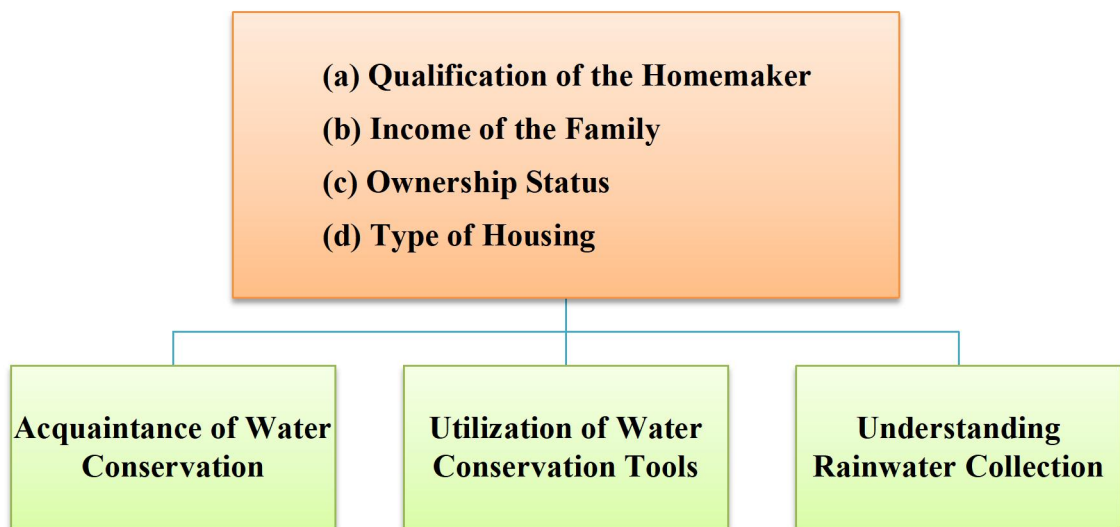 (a) Qualification of the Homemaker
(b) Income of the Family
(c) Ownership Status
(d) Type of Housing
Acquaintance of Water
Conservation
Utilization of Water
Conservation Tools
Understanding
Rainwater Collection